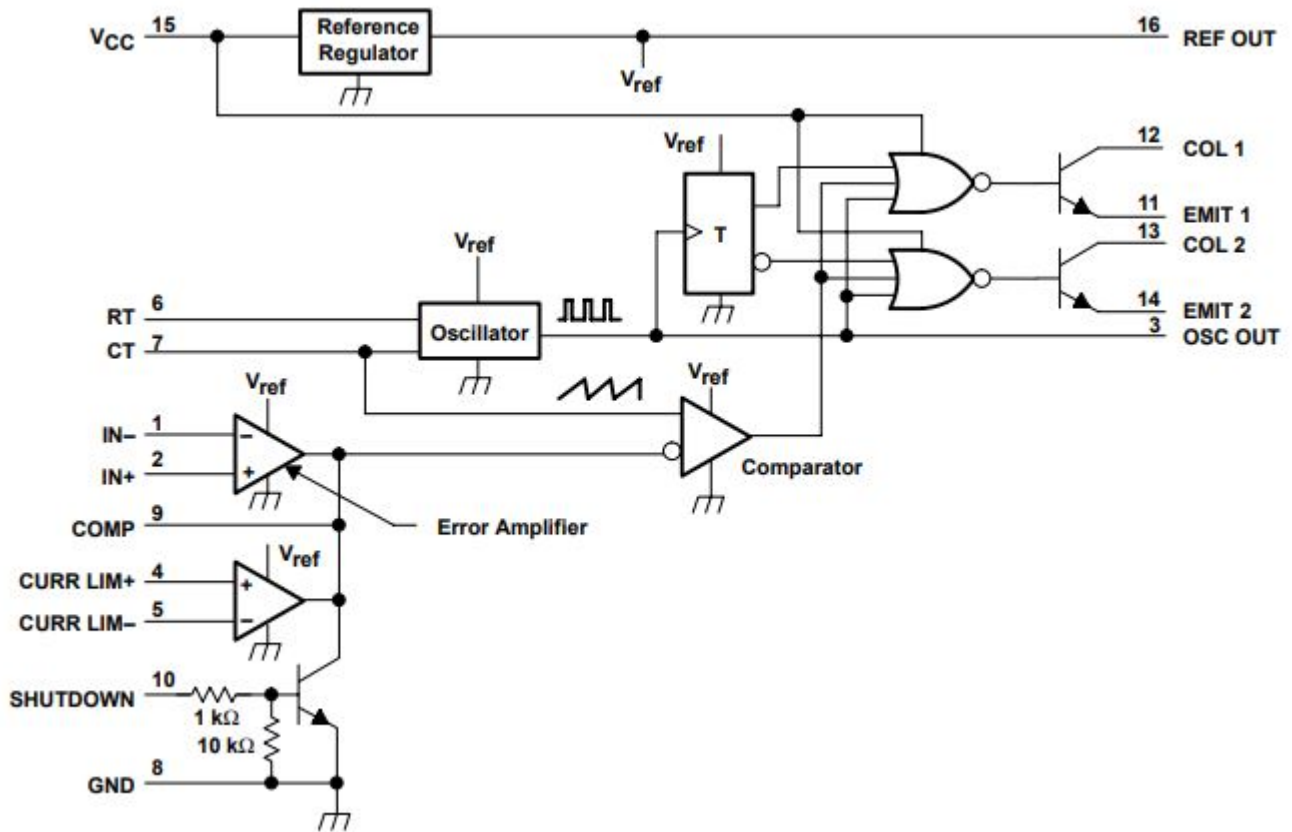 VCC 15
Reference
Regulator
16 REF OUT
Vref
Vref
12 COL 1
11 EMIT 1
13 COL 2
14 EMIT 2
3 OSC OUT
T
Vref
RT 6
CT 7
Oscillator
Vref
Vref
IN– 1
IN+ 2
–
+
Comparator
COMP 9
Error Amplifier
Vref
CURR LIM+ 4
CURR LIM– 5
+
–
SHUTDOWN 10
1 kΩ
10 kΩ
GND 8